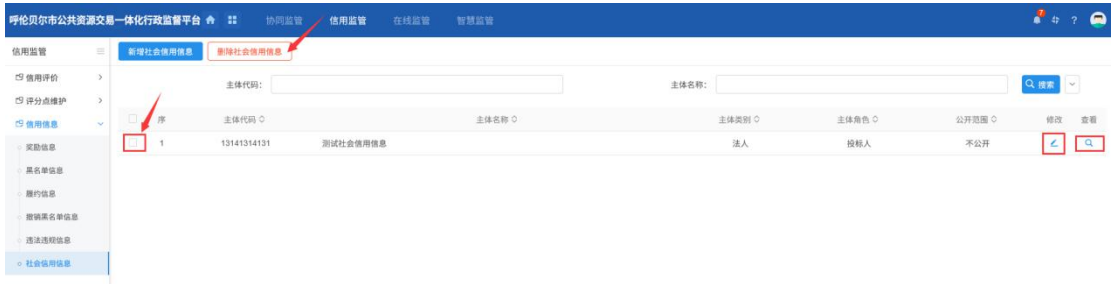 呼伦贝尔市公共资源交易一体化行政监督平台 协同监管 信用监管 在线监管 智慧监管 7 ?
信用监管 新增社会信用信息 删除社会信用信息
信用评价 主体代码: 主体名称: 搜索
评分点维护
信用信息 序 主体代码 主体名称 主体类别 主体角色 公开范围 修改 查看
奖励信息 1 13141314131 测试社会信用信息 法人 投标人 不公开
黑名单信息
履约信息
撤销黑名单信息
违法违规信息
社会信用信息